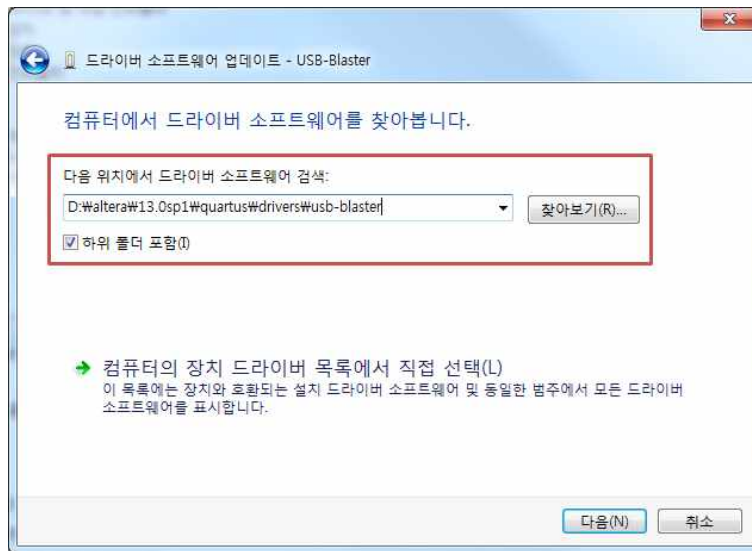 드라이버 소프트웨어 업데이트 - USB-Blaster
컴퓨터에서 드라이버 소프트웨어를 찾아봅니다.
다음 위치에서 드라이버 소프트웨어 검색:
D:₩altera₩13.0sp1₩quartus₩drivers₩usb-blaster
찾아보기(R)...
하위 폴더 포함(I)
컴퓨터의 장치 드라이버 목록에서 직접 선택(L)
이 목록에는 장치와 호환되는 설치 드라이버 소프트웨어 및 동일한 범주에서 모든 드라이버
소프트웨어를 표시합니다.
다음(N)
취소